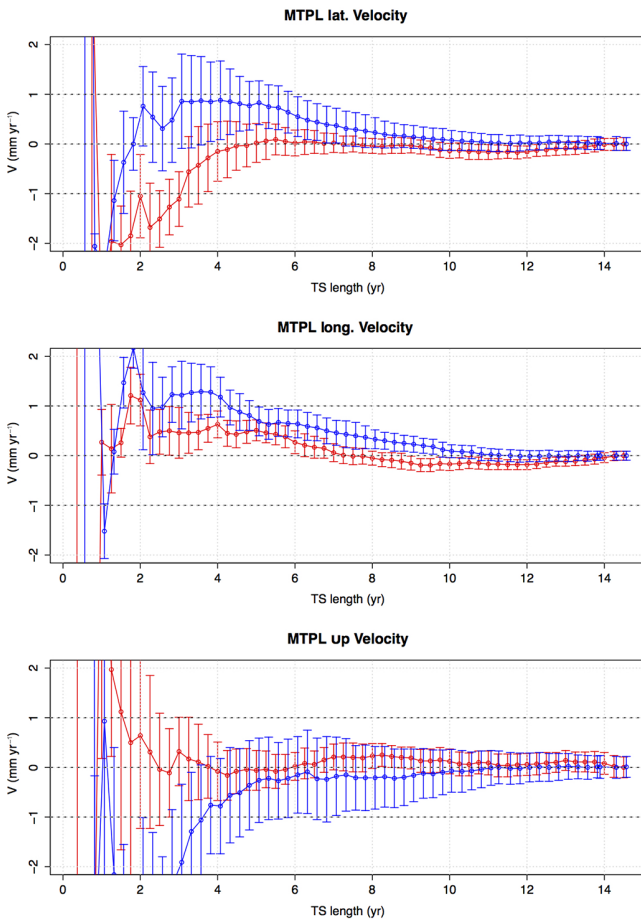 MTPL lat. Velocity
2
1
0
-1
-2
V (mm yr⁻¹)
0 2 4 6 8 10 12 14
TS length (yr)
MTPL long. Velocity
2
1
0
-1
-2
V (mm yr⁻¹)
0 2 4 6 8 10 12 14
TS length (yr)
MTPL up Velocity
2
1
0
-1
-2
V (mm yr⁻¹)
0 2 4 6 8 10 12 14
TS length (yr)